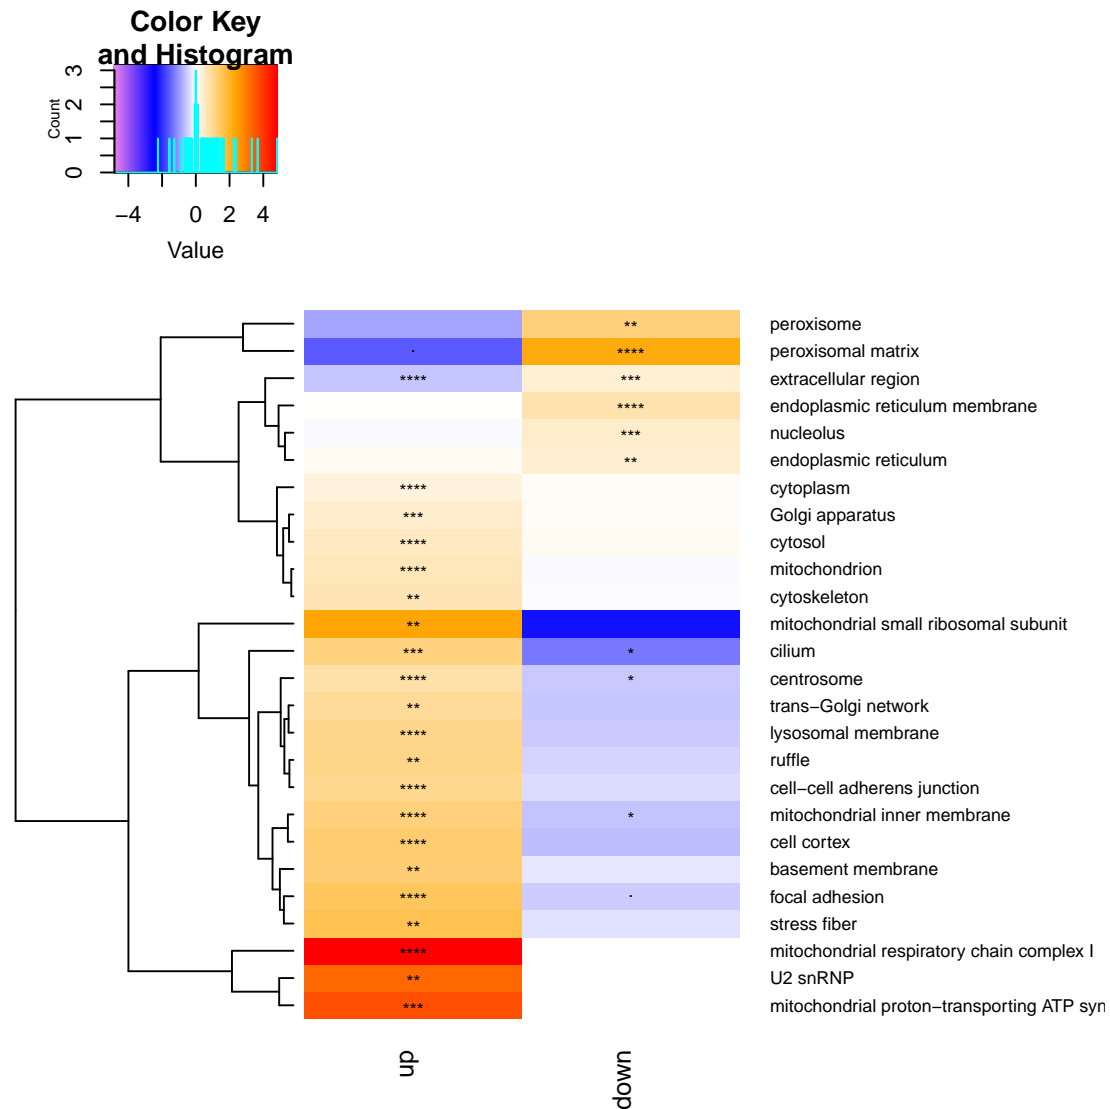 Color Key
and Histogram
Count
0 1 2 3
−4 0 2 4
Value
** peroxisome
. **** peroxisomal matrix
**** *** extracellular region
**** endoplasmic reticulum membrane
*** nucleolus
** endoplasmic reticulum
**** cytoplasm
*** Golgi apparatus
**** cytosol
**** mitochondrion
** cytoskeleton
** mitochondrial small ribosomal subunit
*** * cilium
**** * centrosome
** trans−Golgi network
**** lysosomal membrane
** ruffle
**** cell−cell adherens junction
**** * mitochondrial inner membrane
**** cell cortex
** basement membrane
**** . focal adhesion
** stress fiber
**** mitochondrial respiratory chain complex I
** U2 snRNP
*** mitochondrial proton−transporting ATP syn
up
down